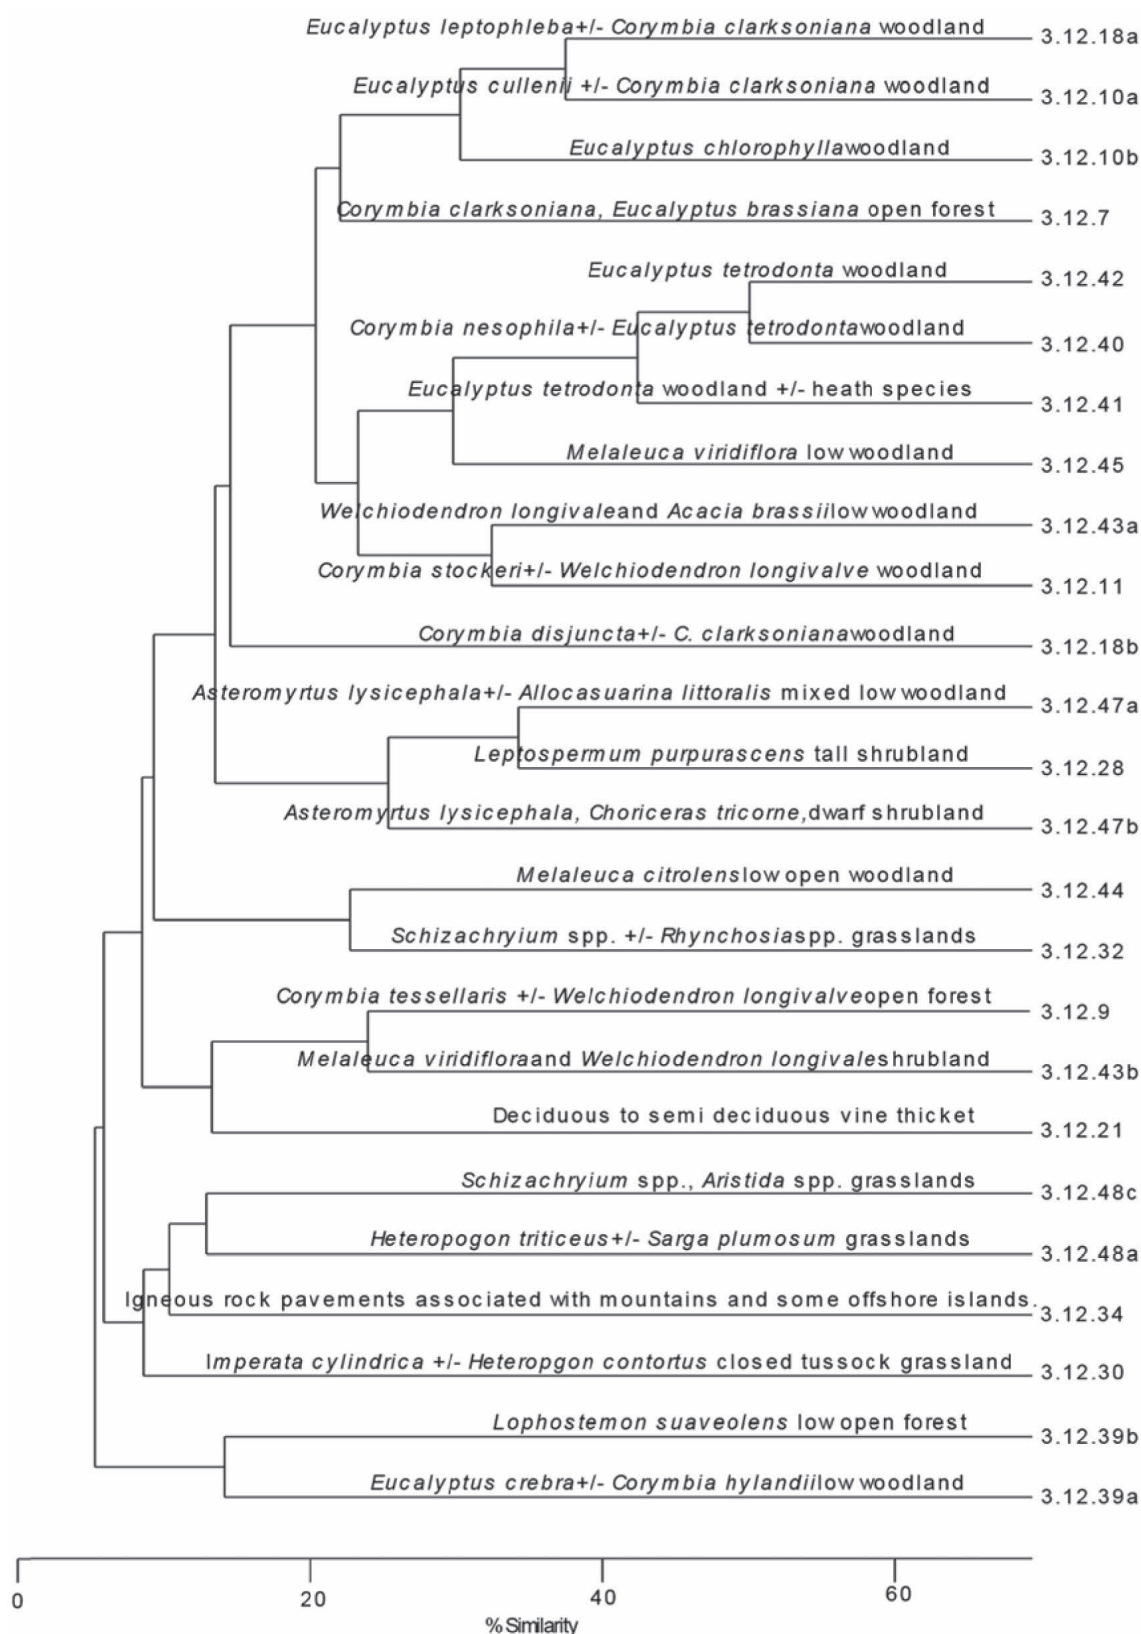 Eucalyptus leptophleba+/- Corymbia clarksoniana woodland 3.12.18a
Eucalyptus cullenii +/- Corymbia clarksoniana woodland 3.12.10a
Eucalyptus chlorophyllawoodland 3.12.10b
Corymbia clarksoniana, Eucalyptus brassiana open forest 3.12.7
Eucalyptus tetrodonta woodland 3.12.42
Corymbia nesophila+/- Eucalyptus tetrodontawoodland 3.12.40
Eucalyptus tetrodonta woodland +/- heath species 3.12.41
Melaleuca viridiflora low woodland 3.12.45
Welchiodendron longivaleand Acacia brassiilow woodland 3.12.43a
Corymbia stockeri+/- Welchiodendron longivalve woodland 3.12.11
Corymbia disjuncta+/- C. clarksonianawoodland 3.12.18b
Asteromyrtus lysicephala+/- Allocasuarina littoralis mixed low woodland 3.12.47a
Leptospermum purpurascens tall shrubland 3.12.28
Asteromyrtus lysicephala, Choriceras tricorne,dwarf shrubland 3.12.47b
Melaleuca citrolenslow open woodland 3.12.44
Schizachryium spp. +/- Rhynchosiaspp. grasslands 3.12.32
Corymbia tessellaris +/- Welchiodendron longivalveopen forest 3.12.9
Melaleuca viridifloraand Welchiodendron longivaleshrubland 3.12.43b
Deciduous to semi deciduous vine thicket 3.12.21
Schizachryium spp., Aristida spp. grasslands 3.12.48c
Heteropogon triticeus+/- Sarga plumosum grasslands 3.12.48a
Igneous rock pavements associated with mountains and some offshore islands. 3.12.34
Imperata cylindrica +/- Heteropgon contortus closed tussock grassland 3.12.30
Lophostemon suaveolens low open forest 3.12.39b
Eucalyptus crebra+/- Corymbia hylandiilow woodland 3.12.39a
0 20 40 60
% Similarity